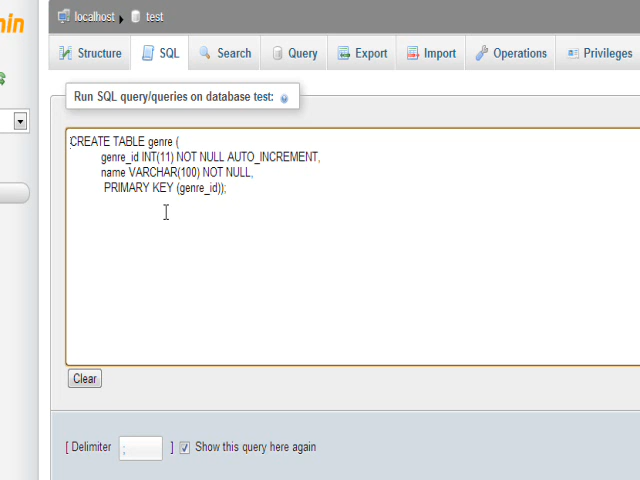 min
localhost ▸ test
Structure SQL Search Query Export Import Operations Privileges
Run SQL query/queries on database test:
CREATE TABLE genre (
genre_id INT(11) NOT NULL AUTO_INCREMENT,
name VARCHAR(100) NOT NULL,
PRIMARY KEY (genre_id));
Clear
[ Delimiter ; ] Show this query here again